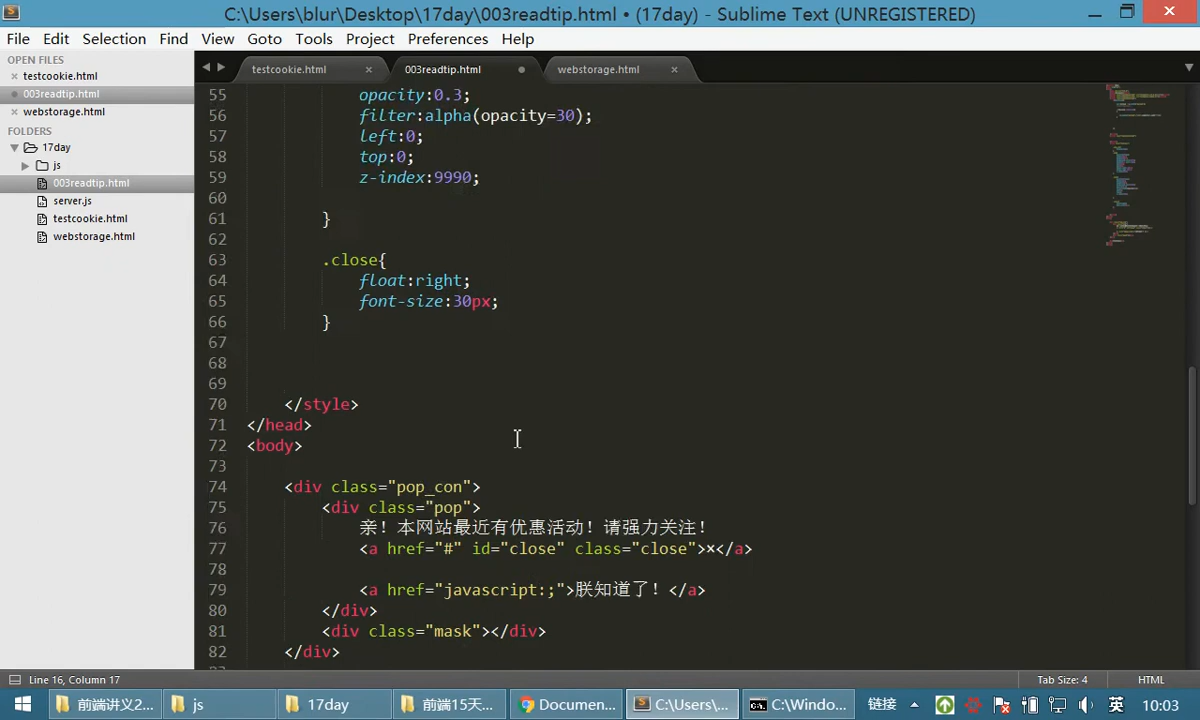 C:\Users\blur\Desktop\17day\003readtip.html • (17day) - Sublime Text (UNREGISTERED)
File Edit Selection Find View Goto Tools Project Preferences Help
OPEN FILES
testcookie.html
003readtip.html
webstorage.html
FOLDERS
17day
js
003readtip.html
server.js
testcookie.html
webstorage.html
testcookie.html 003readtip.html webstorage.html
55 opacity:0.3;
56 filter:alpha(opacity=30);
57 left:0;
58 top:0;
59 z-index:9990;
60
61 }
62
63 .close{
64 float:right;
65 font-size:30px;
66 }
67
68
69
70 </style>
71 </head>
72 <body>
73
74 <div class="pop_con">
75 <div class="pop">
76 亲！本网站最近有优惠活动！请强力关注！
77 <a href="#" id="close" class="close">×</a>
78
79 <a href="javascript:;">朕知道了！</a>
80 </div>
81 <div class="mask"></div>
82 </div>
Line 16, Column 17 Tab Size: 4 HTML
前端讲义2... js 17day 前端15天... Documen... C:\Users\... C:\Windo... 链接 英 10:03